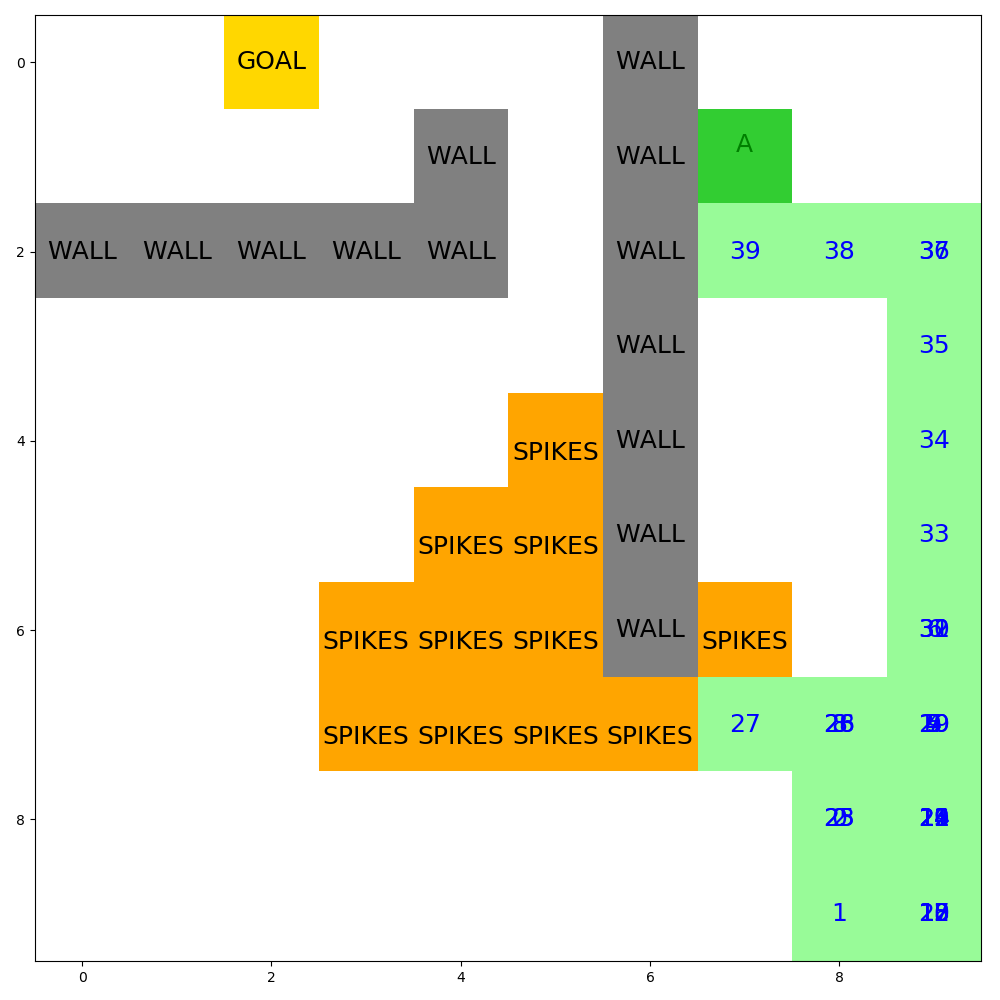 0 GOAL WALL
WALL WALL A
2 WALL WALL WALL WALL WALL WALL 39 38
WALL 35
4 SPIKES WALL 34
SPIKES SPIKES WALL 33
6 SPIKES SPIKES SPIKES WALL SPIKES
SPIKES SPIKES SPIKES SPIKES 27
8
1
0 2 4 6 8